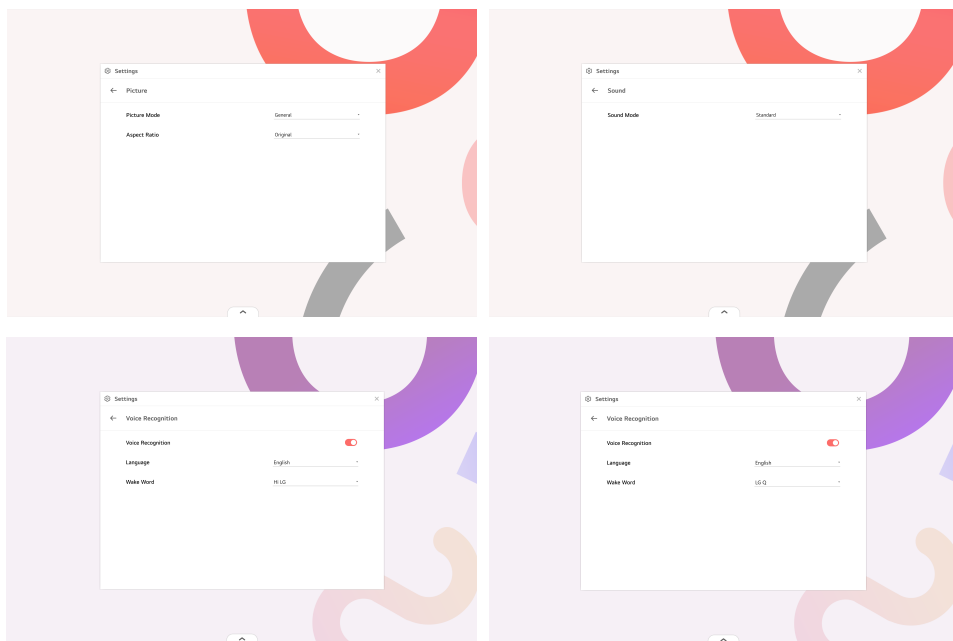 Settings
Picture
Picture Mode General
Aspect Ratio Original
Settings
Sound
Sound Mode Standard
Settings
Voice Recognition
Voice Recognition
Language English
Wake Word Hi LG
Settings
Voice Recognition
Voice Recognition
Language English
Wake Word LG Q